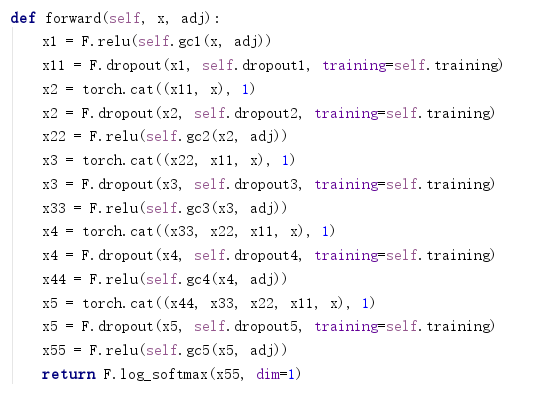 def forward(self, x, adj):
    x1 = F.relu(self.gc1(x, adj))
    x11 = F.dropout(x1, self.dropout1, training=self.training)
    x2 = torch.cat((x11, x), 1)
    x2 = F.dropout(x2, self.dropout2, training=self.training)
    x22 = F.relu(self.gc2(x2, adj))
    x3 = torch.cat((x22, x11, x), 1)
    x3 = F.dropout(x3, self.dropout3, training=self.training)
    x33 = F.relu(self.gc3(x3, adj))
    x4 = torch.cat((x33, x22, x11, x), 1)
    x4 = F.dropout(x4, self.dropout4, training=self.training)
    x44 = F.relu(self.gc4(x4, adj))
    x5 = torch.cat((x44, x33, x22, x11, x), 1)
    x5 = F.dropout(x5, self.dropout5, training=self.training)
    x55 = F.relu(self.gc5(x5, adj))
    return F.log_softmax(x55, dim=1)